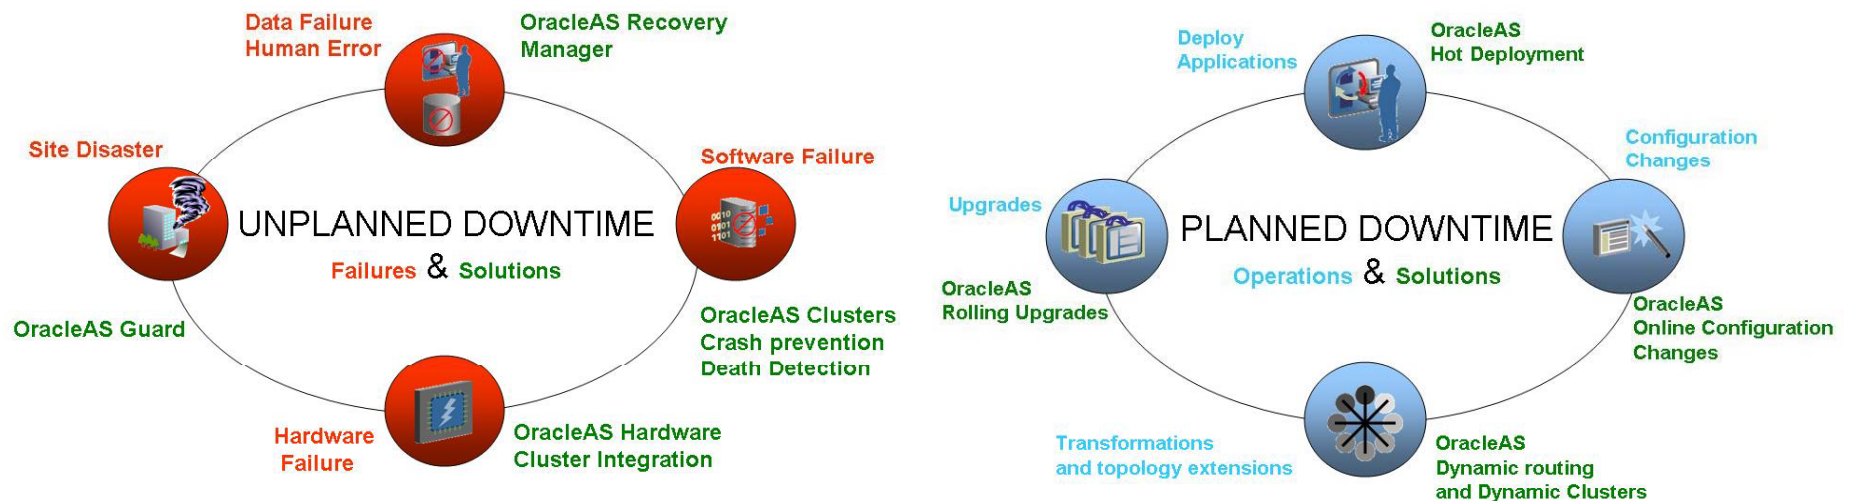 Data Failure
Human Error
OracleAS Recovery
Manager
Site Disaster
Software Failure
UNPLANNED DOWNTIME
Failures & Solutions
OracleAS Guard
OracleAS Clusters
Crash prevention
Death Detection
Hardware
Failure
OracleAS Hardware
Cluster Integration
0010
0101
1101
Deploy
Applications
OracleAS
Hot Deployment
Configuration
Changes
Upgrades
PLANNED DOWNTIME
Operations & Solutions
OracleAS
Rolling Upgrades
OracleAS
Online Configuration
Changes
Transformations
and topology extensions
OracleAS
Dynamic routing
and Dynamic Clusters